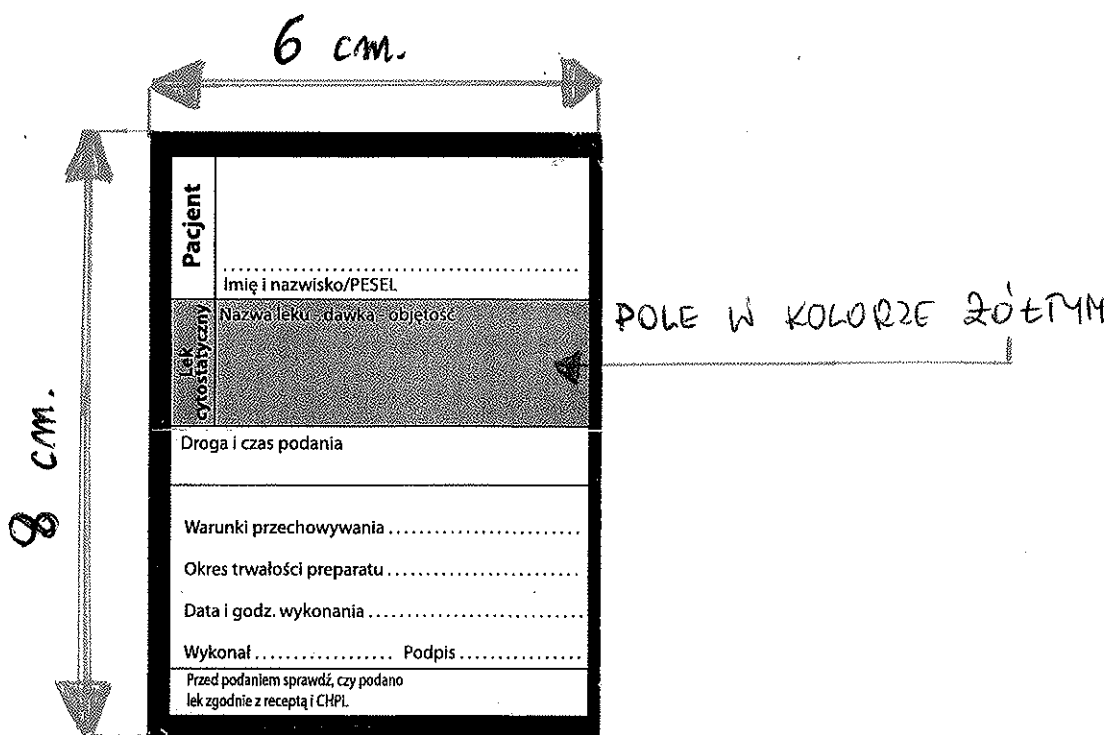 6 cm.
Pacjent
Imię i nazwisko/PESEL
Lek
cytostatyczny
Nazwa leku - dawka - objętość
POLE W KOLORZE ŻÓŁTYM
8 cm.
Droga i czas podania
Warunki przechowywania ........................
Okres trwałości preparatu ........................
Data i godz. wykonania ...........................
Wykonał ................. Podpis ...............
Przed podaniem sprawdź, czy podano
lek zgodnie z receptą i CHPL